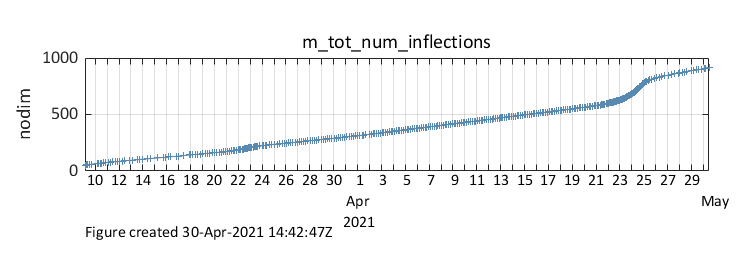 m_tot_num_inflections
nodim
1000
500
0
10 12 14 16 18 20 22 24 26 28 30 1 3 5 7 9 11 13 15 17 19 21 23 25 27 29
Apr May
2021
Figure created 30-Apr-2021 14:42:47Z